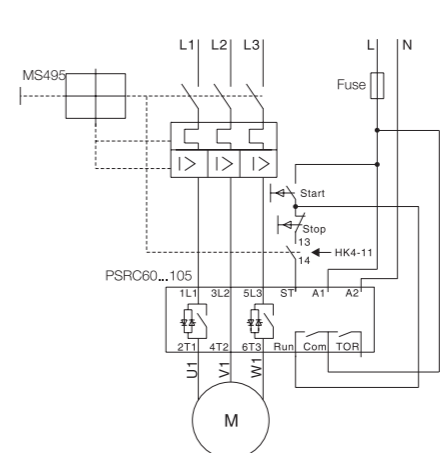 L1 L2 L3 L N
MS495
Fuse
I> I> I>
Start
Stop
13
HK4-11
14
PSRC60...105
1L1 3L2 5L3 ST A1 A2
2T1 4T2 6T3 Run Com TOR
U1 V1 W1
M